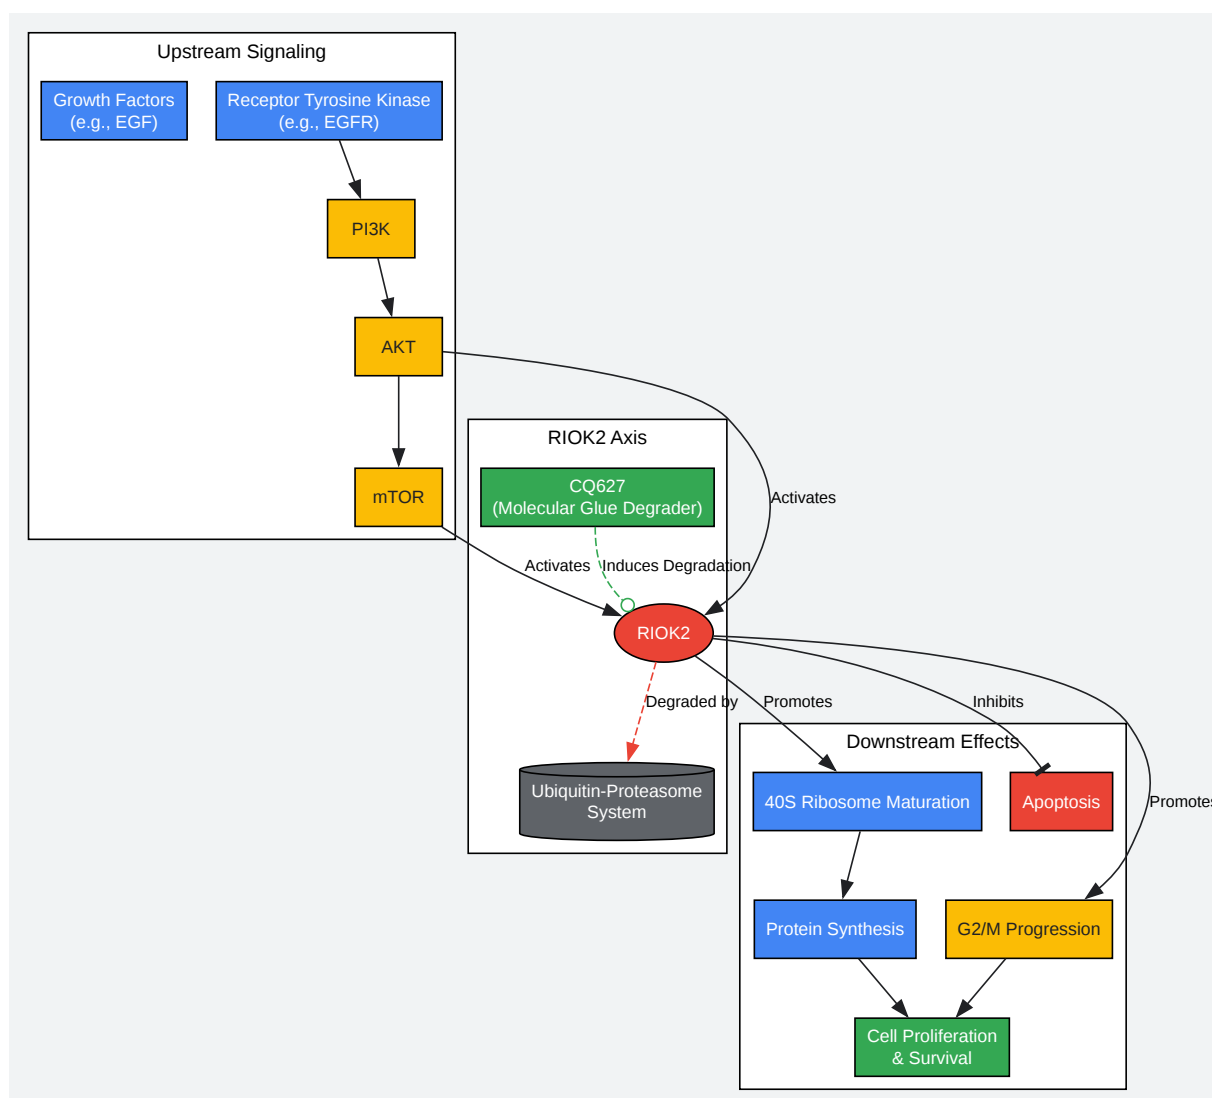 Upstream Signaling
Growth Factors
(e.g., EGF)
Receptor Tyrosine Kinase
(e.g., EGFR)
PI3K
AKT
mTOR
RIOK2 Axis
CQ627
(Molecular Glue Degrader)
Activates
Activates
Induces Degradation
RIOK2
Degraded by
Promotes
Inhibits
Ubiquitin-Proteasome
System
Downstream Effects
40S Ribosome Maturation
Apoptosis
Promotes
Protein Synthesis
G2/M Progression
Cell Proliferation
& Survival